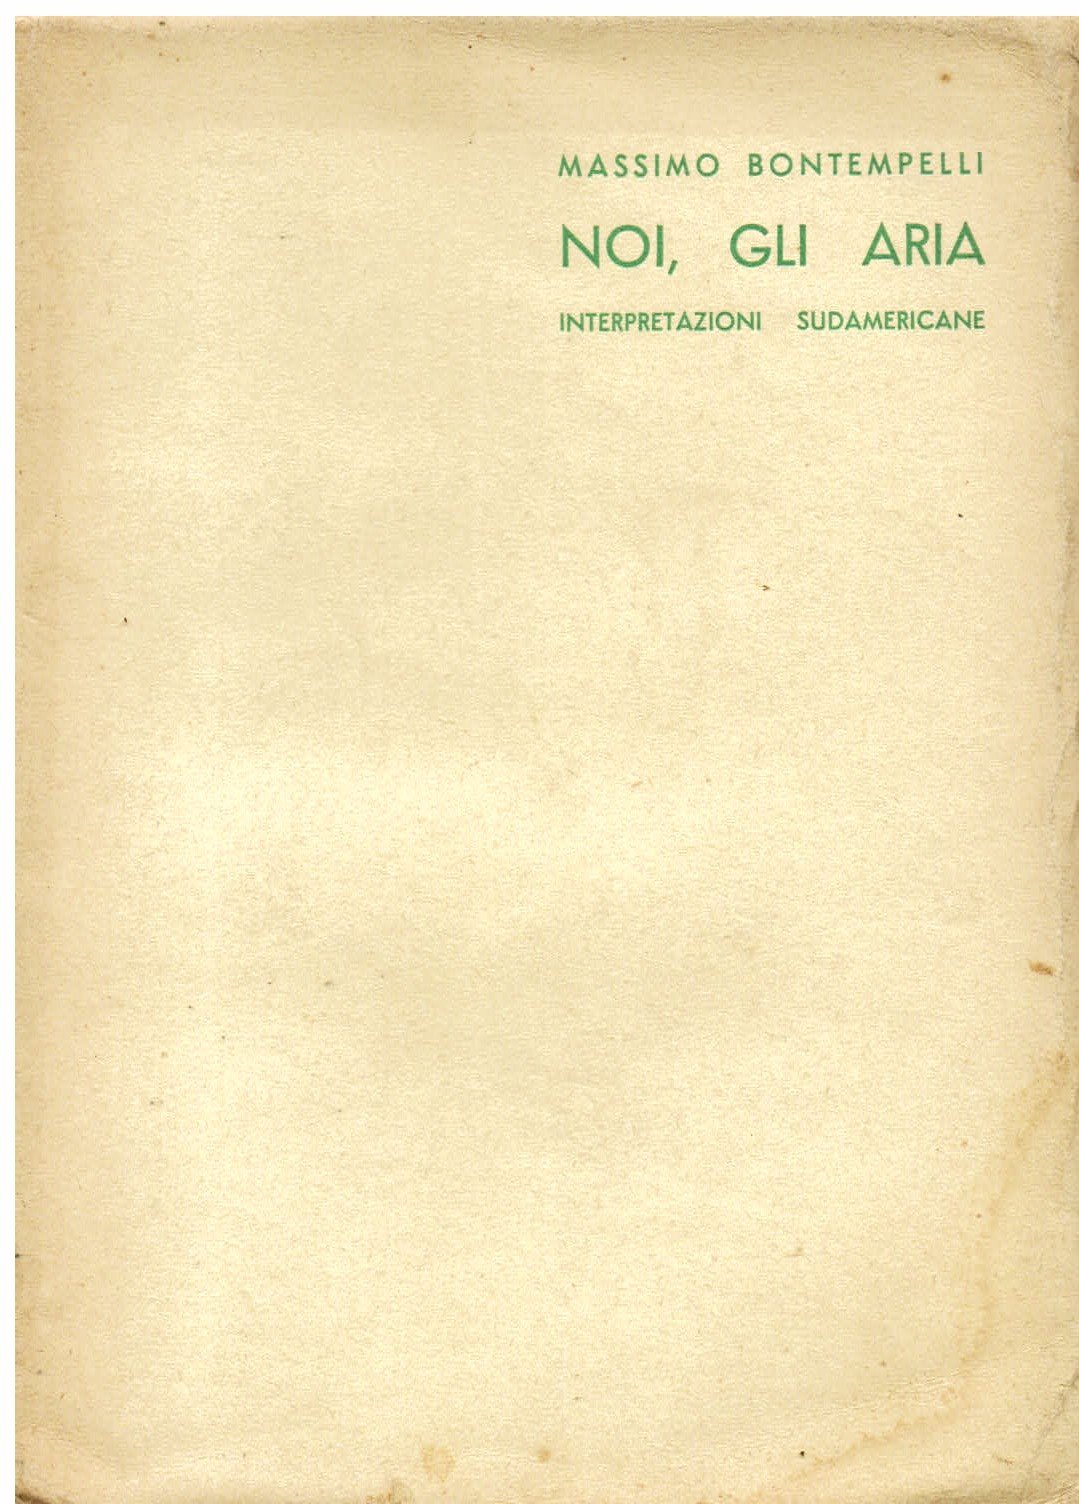 MASSIMO BONTEMPELLI
NOI, GLI ARIA
INTERPRETAZIONI SUDAMERICANE